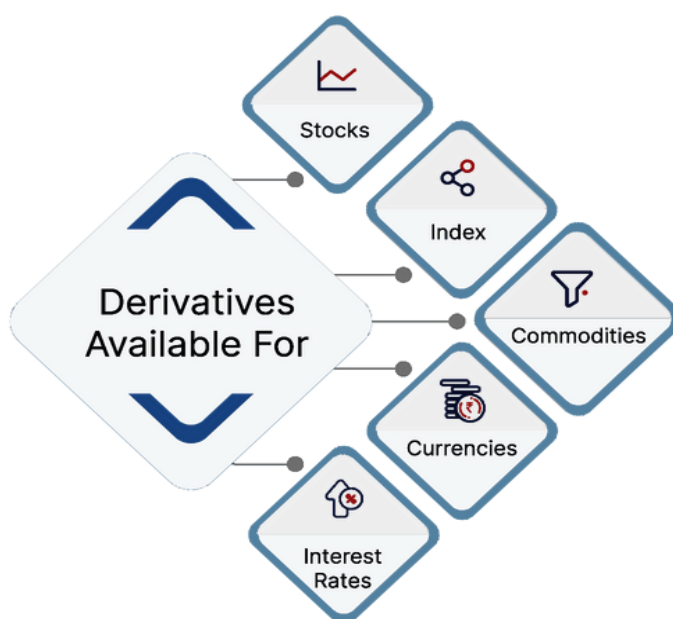 Stocks
Index
Derivatives
Available For
Commodities
Currencies
Interest
Rates